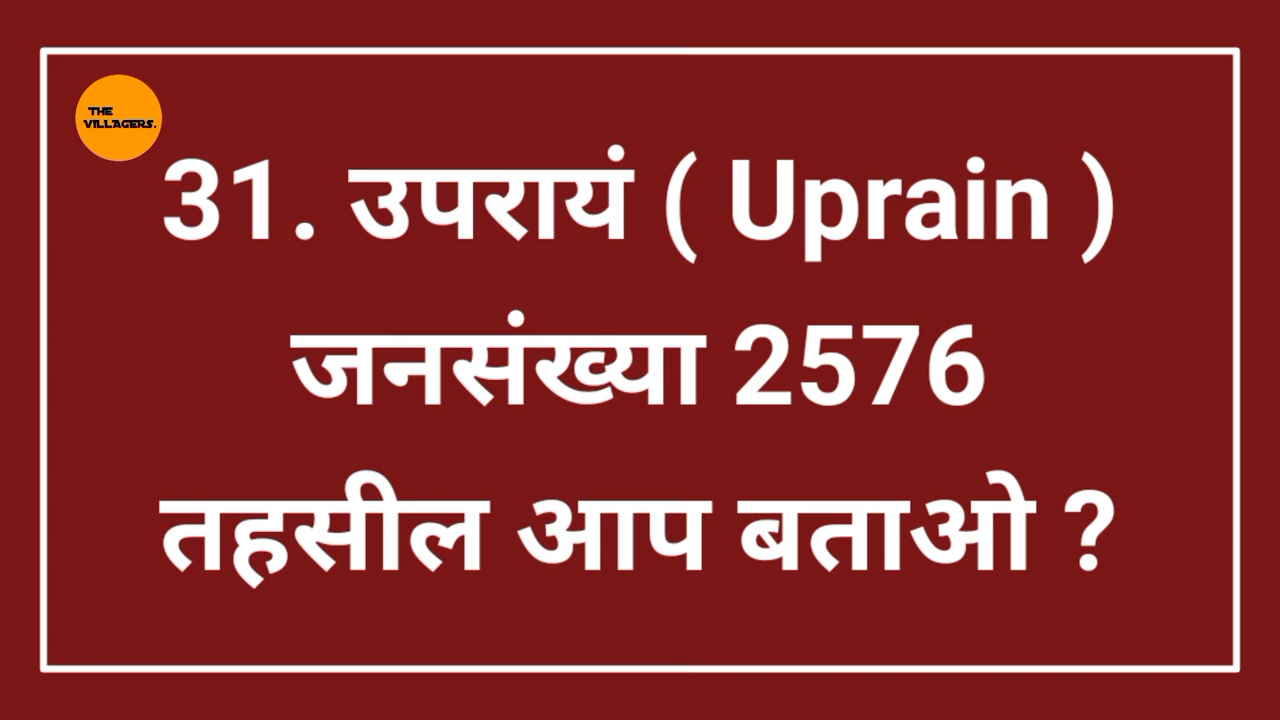 THE
VILLAGERS.
31. उपरायं ( Uprain )
जनसंख्या 2576
तहसील आप बताओ ?